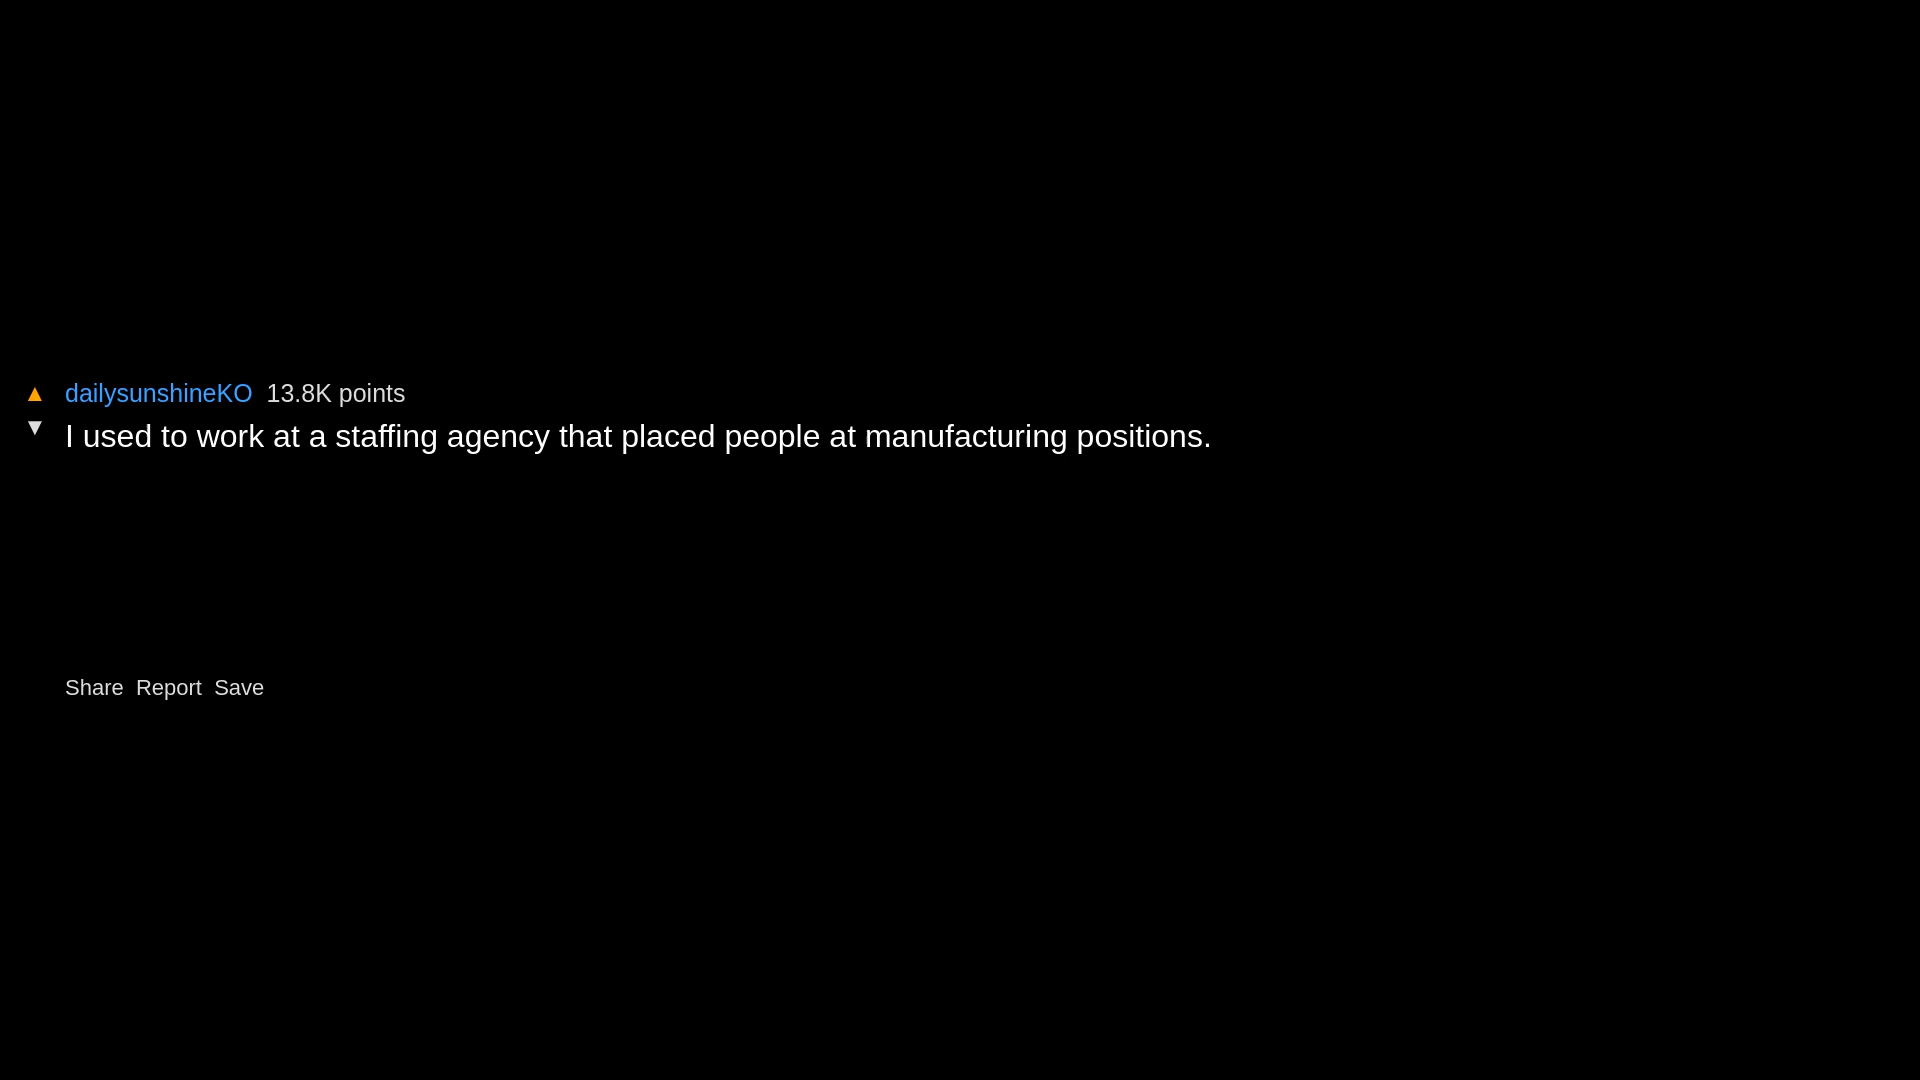 ▲ dailysunshineKO 13.8K points
▼ I used to work at a staffing agency that placed people at manufacturing positions.
Share Report Save